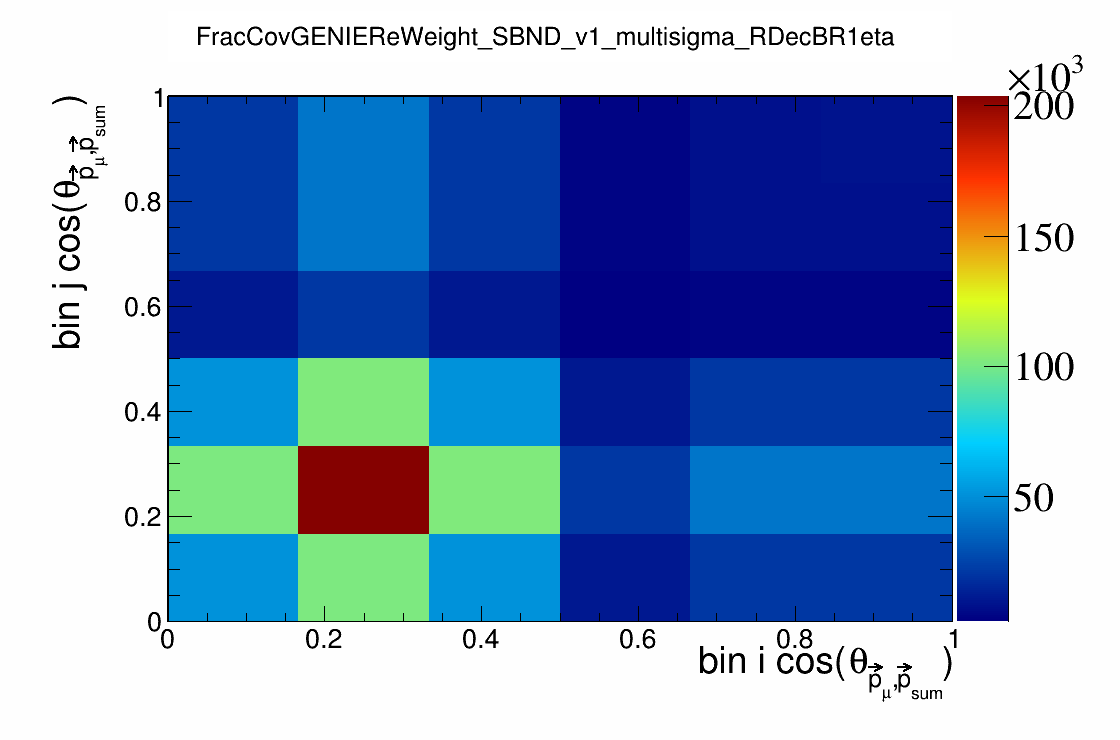 FracCovGENIEReWeight_SBND_v1_multisigma_RDecBR1eta
×10³
bin j cos(θ p⃗μ,p⃗sum)
1
0.8
0.6
0.4
0.2
0
0 0.2 0.4 0.6 0.8 1
200
150
100
50
bin i cos(θ p⃗μ,p⃗sum)